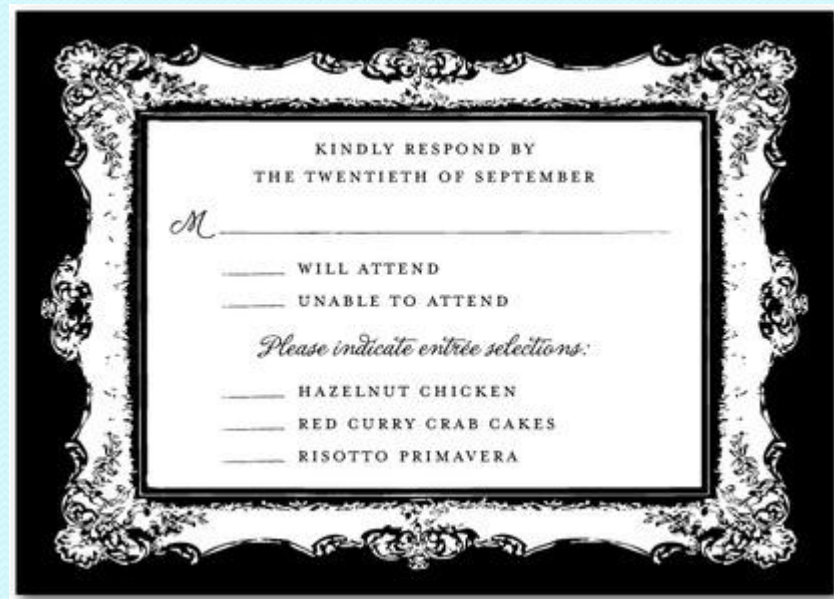 KINDLY RESPOND BY
THE TWENTIETH OF SEPTEMBER
M
WILL ATTEND
UNABLE TO ATTEND
Please indicate entrée selections:
HAZELNUT CHICKEN
RED CURRY CRAB CAKES
RISOTTO PRIMAVERA